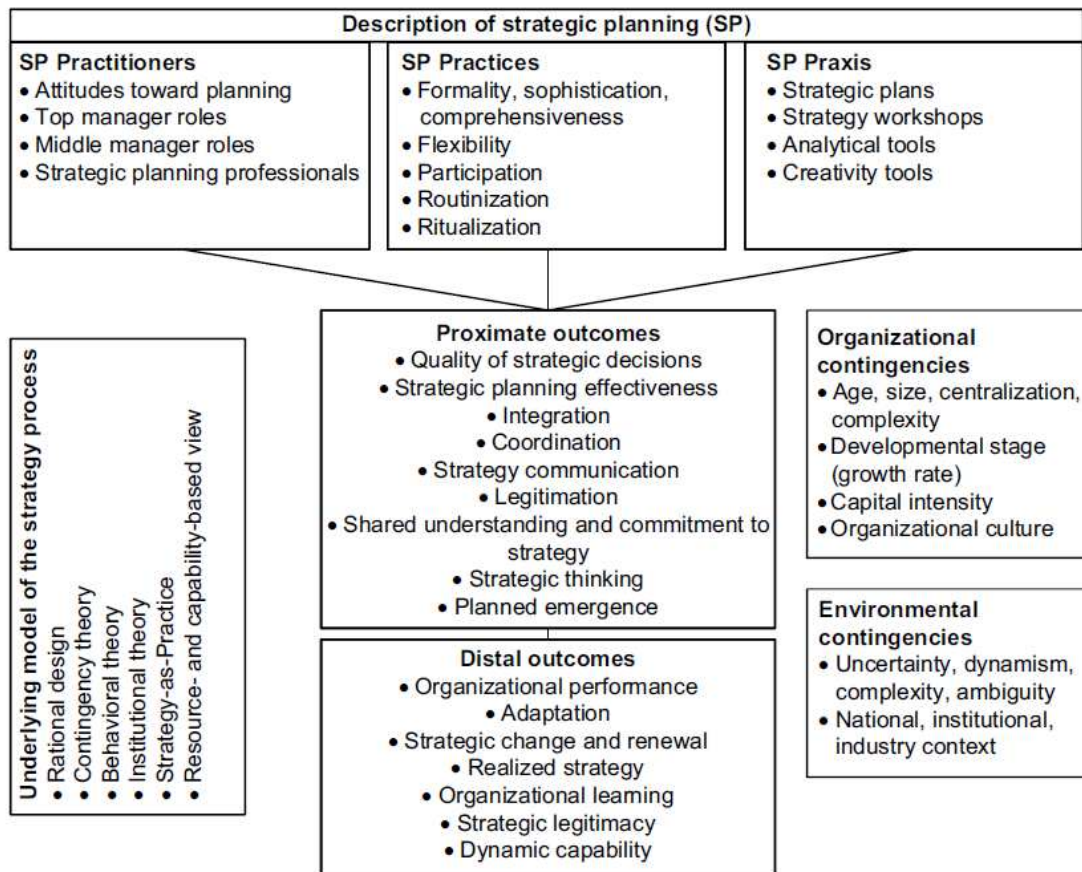 Description of strategic planning (SP)
SP Practitioners
• Attitudes toward planning
• Top manager roles
• Middle manager roles
• Strategic planning professionals
SP Practices
• Formality, sophistication,
comprehensiveness
• Flexibility
• Participation
• Routinization
• Ritualization
SP Praxis
• Strategic plans
• Strategy workshops
• Analytical tools
• Creativity tools
Underlying model of the strategy process
• Rational design
• Contingency theory
• Behavioral theory
• Institutional theory
• Strategy-as-Practice
• Resource- and capability-based view
Proximate outcomes
• Quality of strategic decisions
• Strategic planning effectiveness
• Integration
• Coordination
• Strategy communication
• Legitimation
• Shared understanding and commitment to
strategy
• Strategic thinking
• Planned emergence
Distal outcomes
• Organizational performance
• Adaptation
• Strategic change and renewal
• Realized strategy
• Organizational learning
• Strategic legitimacy
• Dynamic capability
Organizational
contingencies
• Age, size, centralization,
complexity
• Developmental stage
(growth rate)
• Capital intensity
• Organizational culture
Environmental
contingencies
• Uncertainty, dynamism,
complexity, ambiguity
• National, institutional,
industry context